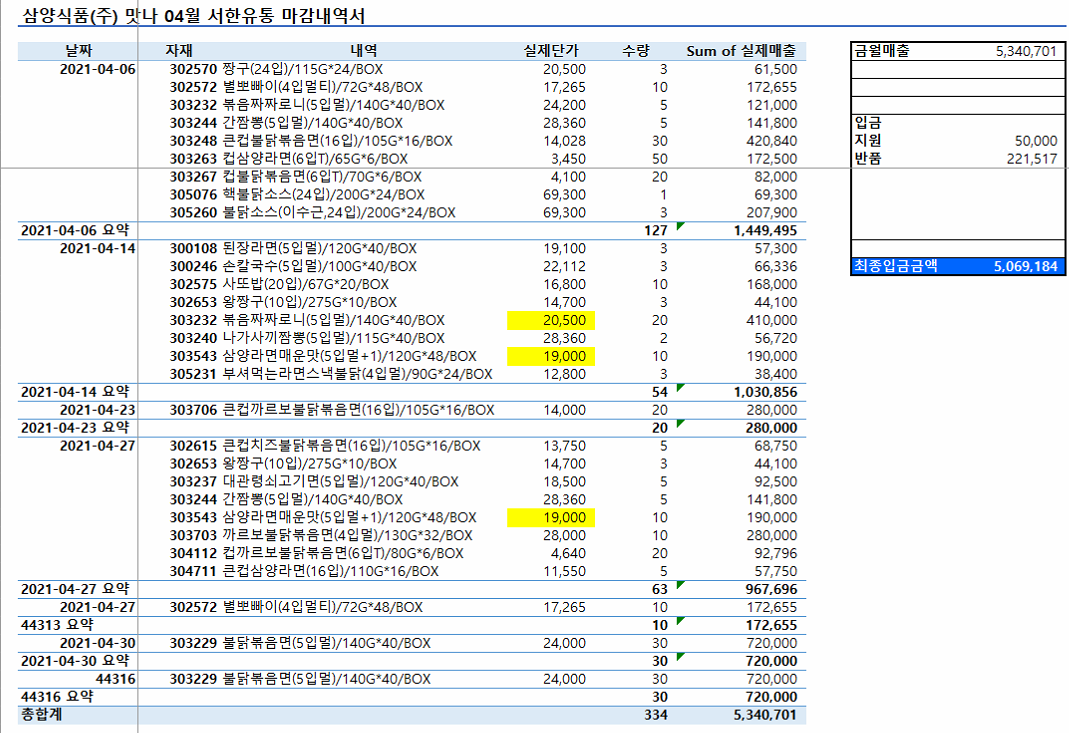 삼양식품(주) 맛나 04월 서한유통 마감내역서
날짜 자재 내역 실제단가 수량 Sum of 실제매출
2021-04-06 302570 짱구(24입)/115G*24/BOX 20,500 3 61,500
302572 별뽀빠이(4입멀티)/72G*48/BOX 17,265 10 172,655
303232 볶음짜짜로니(5입멀)/140G*40/BOX 24,200 5 121,000
303244 간짬뽕(5입멀)/140G*40/BOX 28,360 5 141,800
303248 큰컵불닭볶음면(16입)/105G*16/BOX 14,028 30 420,840
303263 컵삼양라면(6입T)/65G*6/BOX 3,450 50 172,500
303267 컵불닭볶음면(6입T)/70G*6/BOX 4,100 20 82,000
305076 핵불닭소스(24입)/200G*24/BOX 69,300 1 69,300
305260 불닭소스(이수근,24입)/200G*24/BOX 69,300 3 207,900
2021-04-06 요약 127 1,449,495
2021-04-14 300108 된장라면(5입멀)/120G*40/BOX 19,100 3 57,300
300246 손칼국수(5입멀)/100G*40/BOX 22,112 3 66,336
302575 사또밥(20입)/67G*20/BOX 16,800 10 168,000
302653 왕짱구(10입)/275G*10/BOX 14,700 3 44,100
303232 볶음짜짜로니(5입멀)/140G*40/BOX 20,500 20 410,000
303240 나가사끼짬뽕(5입멀)/115G*40/BOX 28,360 2 56,720
303543 삼양라면매운맛(5입멀+1)/120G*48/BOX 19,000 10 190,000
305231 부셔먹는라면스낵불닭(4입멀)/90G*24/BOX 12,800 3 38,400
2021-04-14 요약 54 1,030,856
2021-04-23 303706 큰컵까르보불닭볶음면(16입)/105G*16/BOX 14,000 20 280,000
2021-04-23 요약 20 280,000
2021-04-27 302615 큰컵치즈불닭볶음면(16입)/105G*16/BOX 13,750 5 68,750
302653 왕짱구(10입)/275G*10/BOX 14,700 3 44,100
303237 대관령쇠고기면(5입멀)/120G*40/BOX 18,500 5 92,500
303244 간짬뽕(5입멀)/140G*40/BOX 28,360 5 141,800
303543 삼양라면매운맛(5입멀+1)/120G*48/BOX 19,000 10 190,000
303703 까르보불닭볶음면(4입멀)/130G*32/BOX 28,000 10 280,000
304112 컵까르보불닭볶음면(6입T)/80G*6/BOX 4,640 20 92,796
304711 큰컵삼양라면(16입)/110G*16/BOX 11,550 5 57,750
2021-04-27 요약 63 967,696
2021-04-27 302572 별뽀빠이(4입멀티)/72G*48/BOX 17,265 10 172,655
44313 요약 10 172,655
2021-04-30 303229 불닭볶음면(5입멀)/140G*40/BOX 24,000 30 720,000
2021-04-30 요약 30 720,000
44316 303229 불닭볶음면(5입멀)/140G*40/BOX 24,000 30 720,000
44316 요약 30 720,000
총합계 334 5,340,701
금월매출 5,340,701
입금
지원 50,000
반품 221,517
최종입금금액 5,069,184